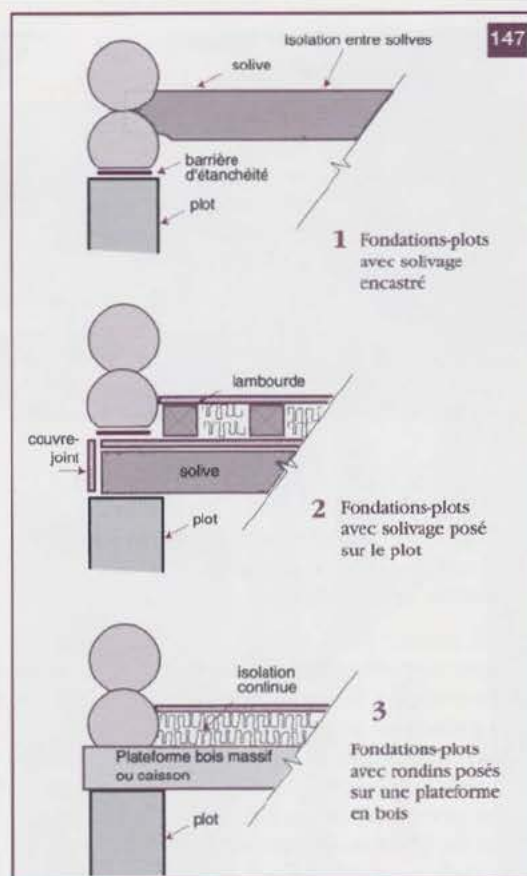 147
Isolation entre solives
solive
barrière
d'étanchéité
plot
1 Fondations-plots
avec solivage
encastré
lambourde
couvre-
joint
solive
plot
2 Fondations-plots
avec solivage posé
sur le plot
isolation
continue
Plateforme bois massif
ou caisson
plot
3
Fondations-plots
avec rondins posés
sur une plateforme
en bois